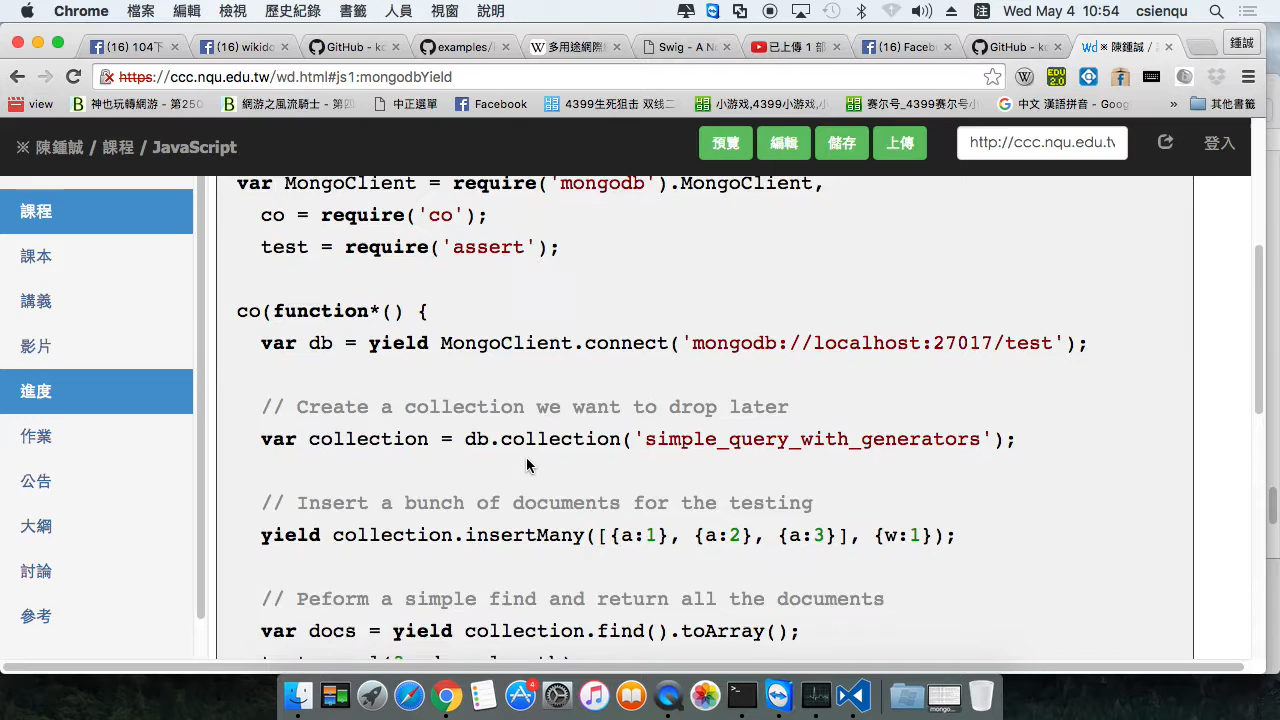 Chrome 檔案 編輯 檢視 歷史紀錄 書籤 人員 視窗 說明 注 Wed May 4 10:54 csienqu
(16) 104下 (16) wikido GitHub - kc examples/ 多用途網際 Swig - A Na 已上傳 1 部 (16) Faceb GitHub - kc Wd ※ 陳鍾誠 / 鍾誠
https://ccc.nqu.edu.tw/wd.html#js1:mongodbYield
view 神也玩轉網游 - 第250 網游之風流騎士 - 第四 中正選單 Facebook 4399生死狙击 双线二 小游戏,4399小游戏,小 赛尔号_4399赛尔号小 中文 漢語拼音 - Goog » 其他書籤
※ 陳鍾誠 / 課程 / JavaScript 預覽 編輯 儲存 上傳 http://ccc.nqu.edu.tv 登入
課程
課本
講義
影片
進度
作業
公告
大綱
討論
參考
var MongoClient = require('mongodb').MongoClient,
co = require('co');
test = require('assert');
co(function*() {
var db = yield MongoClient.connect('mongodb://localhost:27017/test');
// Create a collection we want to drop later
var collection = db.collection('simple_query_with_generators');
// Insert a bunch of documents for the testing
yield collection.insertMany([{a:1}, {a:2}, {a:3}], {w:1});
// Peform a simple find and return all the documents
var docs = yield collection.find().toArray();
4
mongo...